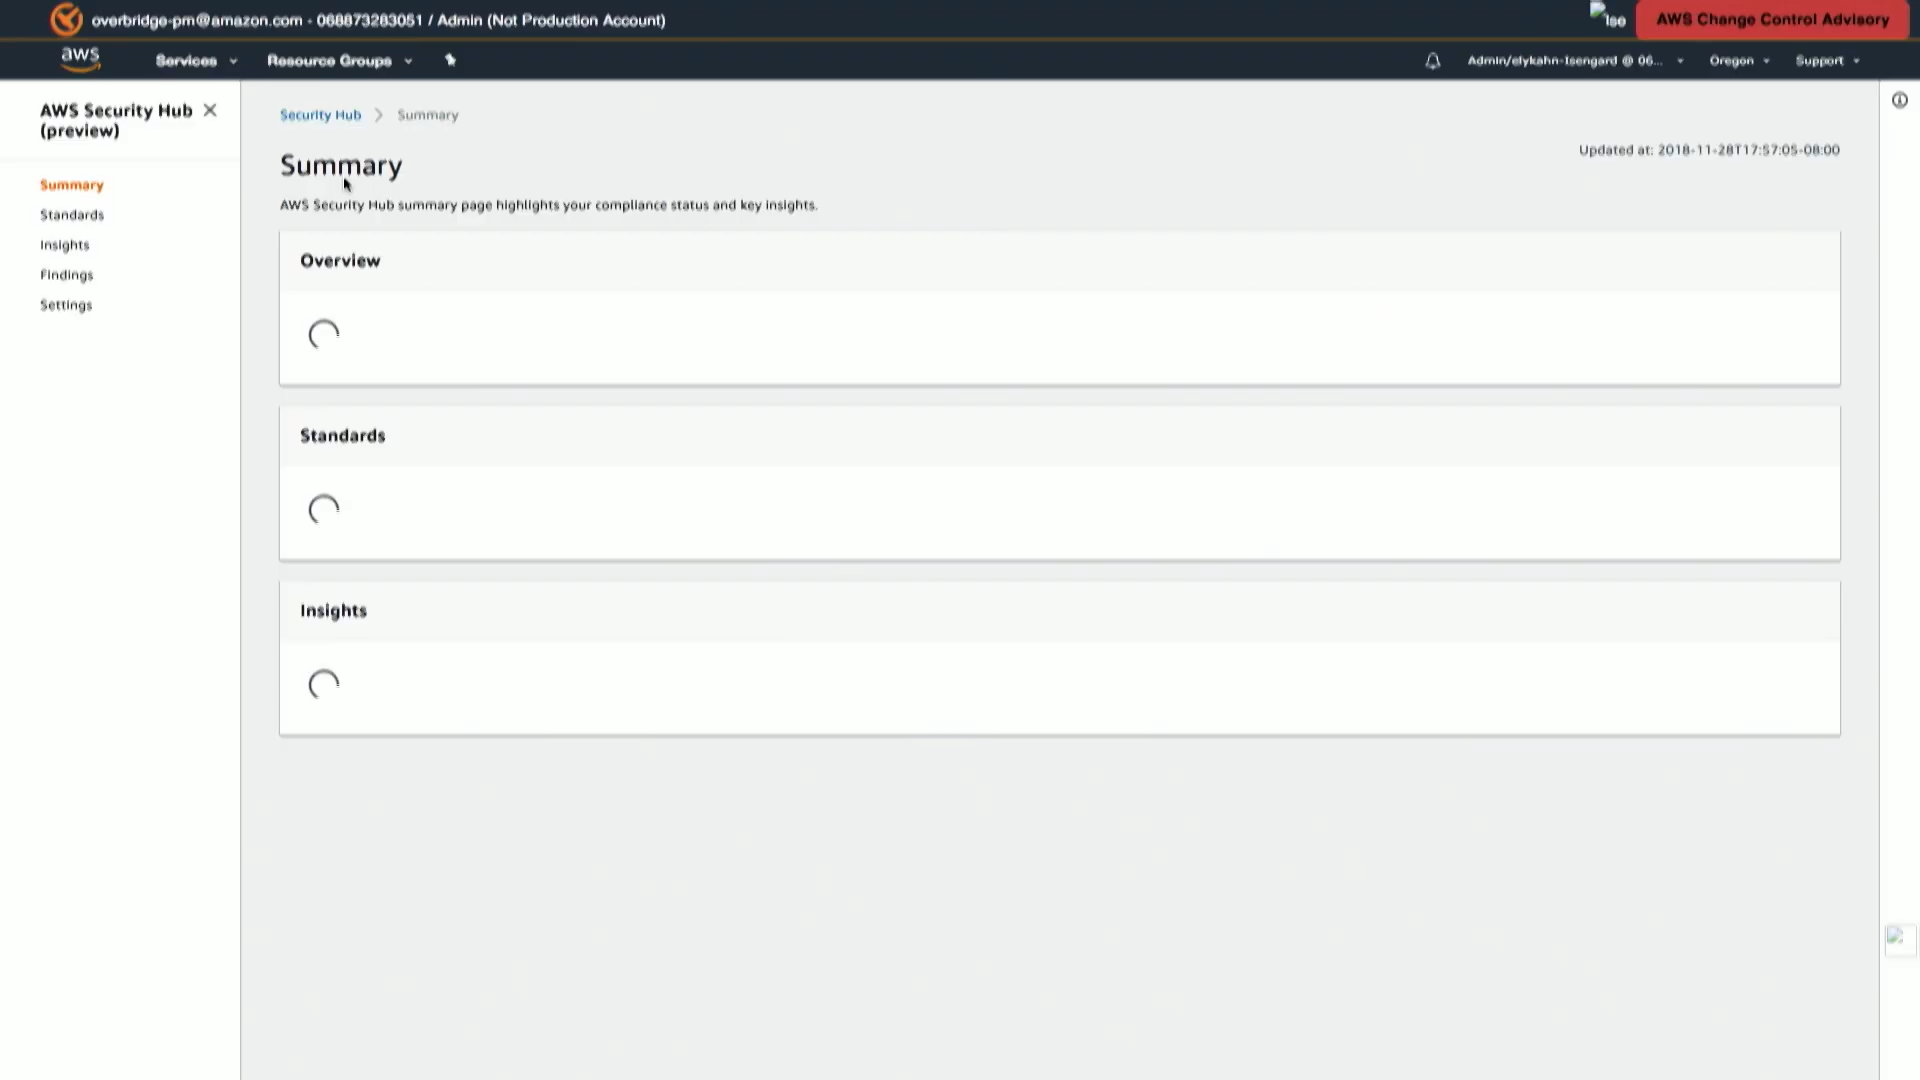 overbridge-pm@amazon.com - 068873283051 / Admin (Not Production Account)
Ise
AWS Change Control Advisory
aws
Services
Resource Groups
Admin/elykahn-Isengard @ 06...
Oregon
Support
AWS Security Hub
(preview)
Summary
Standards
Insights
Findings
Settings
Security Hub
Summary
Updated at: 2018-11-28T17:57:05-08:00
Summary
AWS Security Hub summary page highlights your compliance status and key insights.
Overview
Standards
Insights